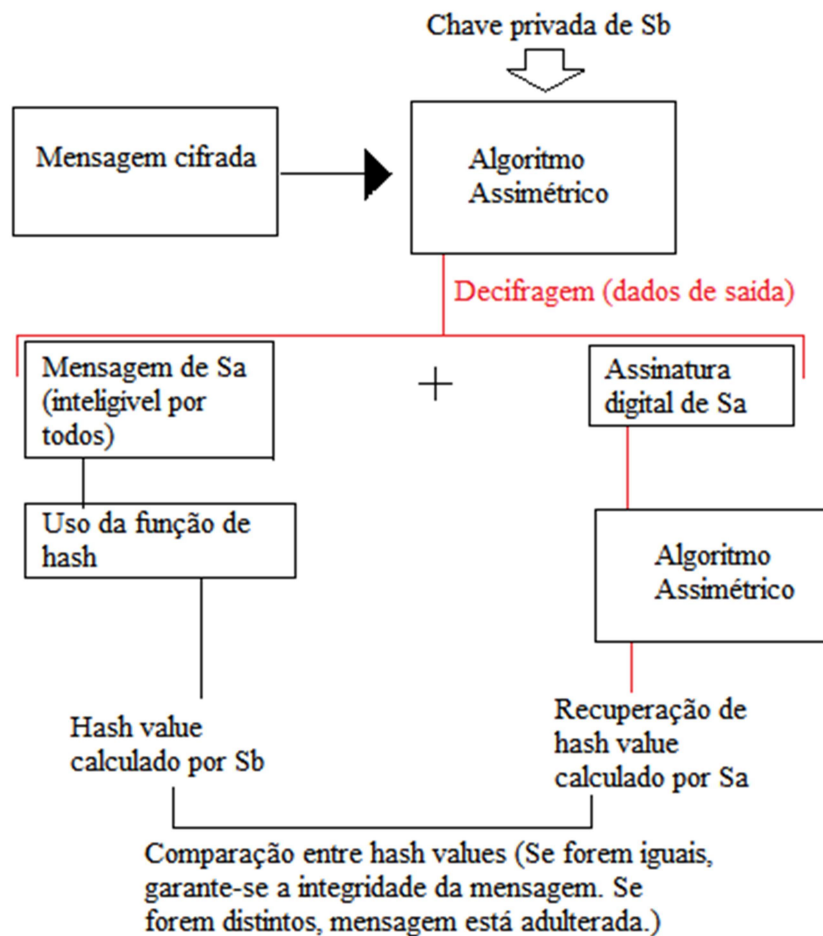 Chave privada de Sb
Mensagem cifrada
Algoritmo
Assimétrico
Decifragem (dados de saida)
Mensagem de Sa
(inteligivel por
todos)
+
Assinatura
digital de Sa
Uso da função de
hash
Algoritmo
Assimétrico
Hash value
calculado por Sb
Recuperação de
hash value
calculado por Sa
Comparação entre hash values (Se forem iguais,
garante-se a integridade da mensagem. Se
forem distintos, mensagem está adulterada.)